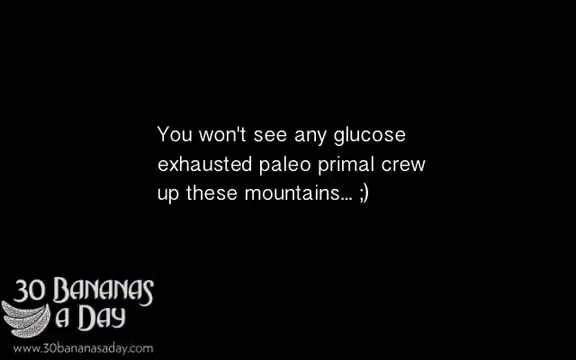 You won't see any glucose
exhausted paleo primal crew
up these mountains... ;)
30 BANANAS
A DAY
www.30bananasaday.com